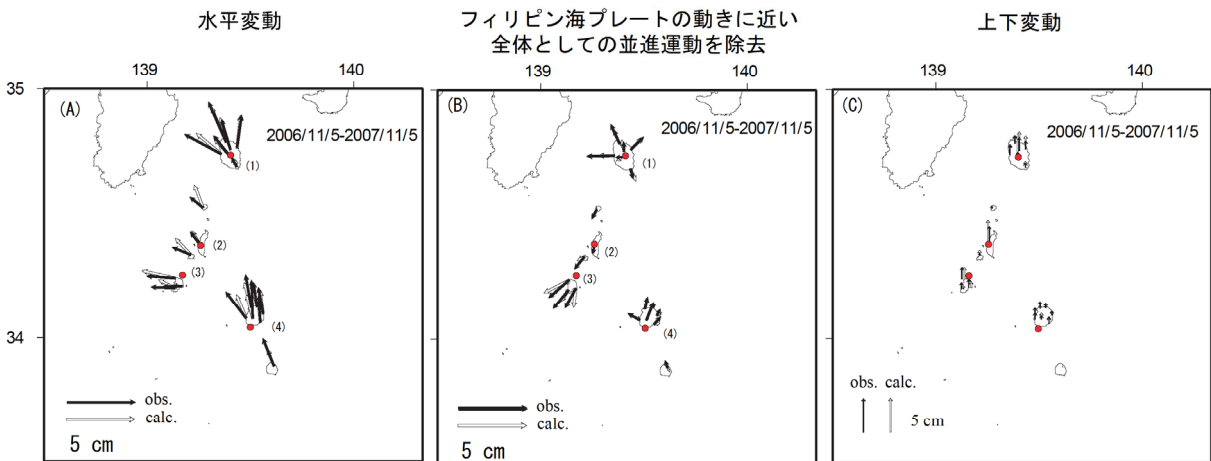 水平変動
フィリピン海プレートの動きに近い
全体としての並進運動を除去
上下変動
139
140
139
140
139
140
35
34
(A)
2006/11/5-2007/11/5
(1)
(2)
(3)
(4)
obs.
calc.
5 cm
(B)
2006/11/5-2007/11/5
(1)
(2)
(3)
(4)
obs.
calc.
5 cm
(C)
2006/11/5-2007/11/5
obs. calc.
5 cm